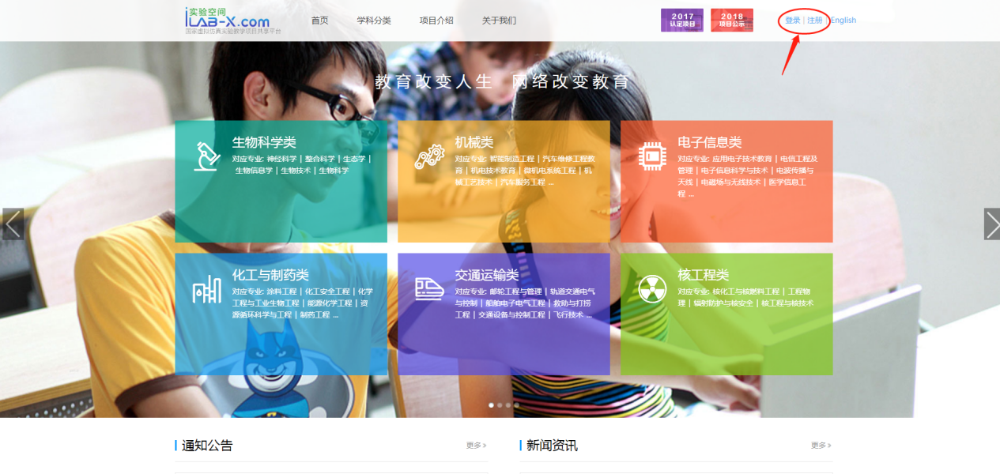 实验空间
iLAB-X.com
国家虚拟仿真实验教学项目共享平台
首页 学科分类 项目介绍 关于我们
2017
认定项目
2018
项目公示
登录 | 注册 | English
教育改变人生 网络改变教育
生物科学类
对应专业: 神经科学 | 整合科学 | 生态学 |
生物信息学 | 生物技术 | 生物科学
机械类
对应专业: 智能制造工程 | 汽车维修工程教
育 | 机电技术教育 | 微机电系统工程 | 机
械工艺技术 | 汽车服务工程 ...
电子信息类
对应专业: 应用电子技术教育 | 电信工程及
管理 | 电子信息科学与技术 | 电波传播与
天线 | 电磁场与无线技术 | 医学信息工
程 ...
化工与制药类
对应专业: 涂料工程 | 化工安全工程 | 化学
工程与工业生物工程 | 能源化学工程 | 资
源循环科学与工程 | 制药工程 ...
交通运输类
对应专业: 邮轮工程与管理 | 轨道交通电气
与控制 | 船舶电子电气工程 | 救助与打捞
工程 | 交通设备与控制工程 | 飞行技术 ...
核工程类
对应专业: 核化工与核燃料工程 | 工程物
理 | 辐射防护与核安全 | 核工程与核技术
通知公告 更多 »
新闻资讯 更多 »